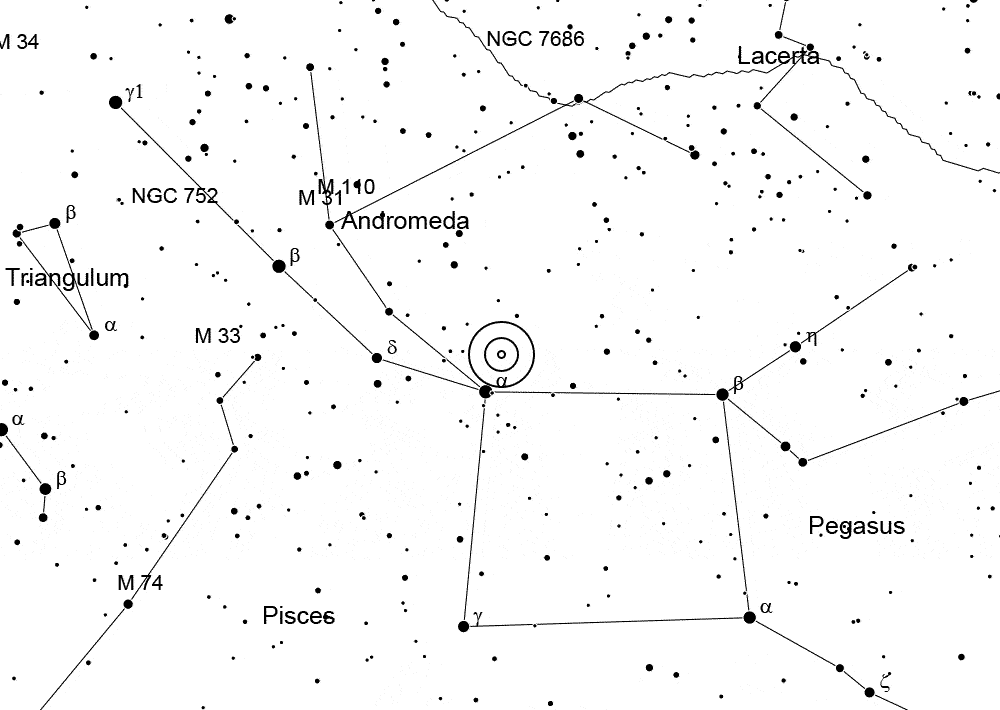 NGC 7686
M 34
Lacerta
γ1
M 110
NGC 752
M 31
β
Andromeda
β
Triangulum
α
M 33
η
δ
α
β
α
β
Pegasus
M 74
α
Pisces
γ
ζ